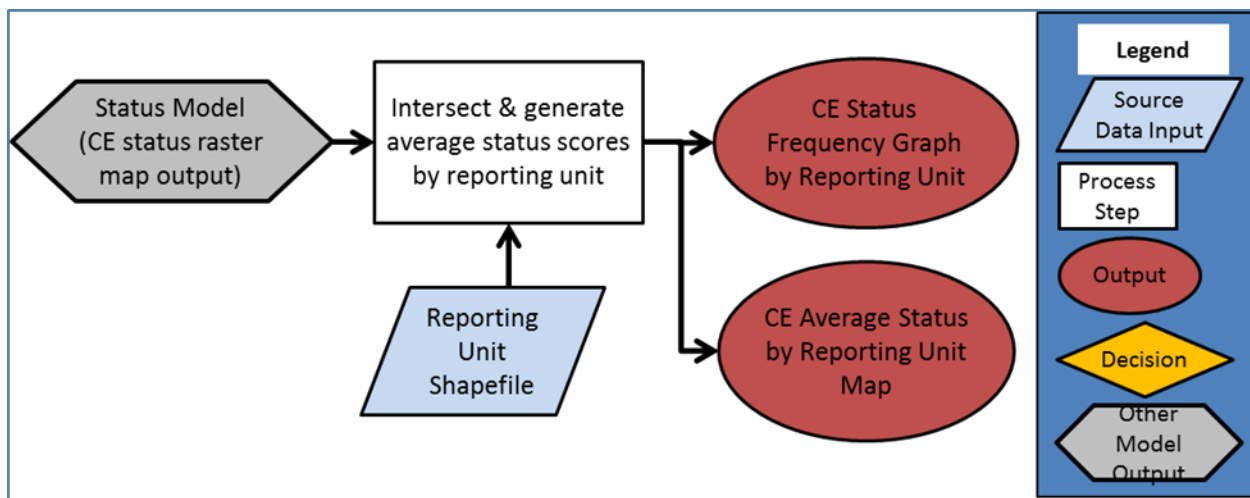 Status Model
(CE status raster
map output)
Intersect & generate
average status scores
by reporting unit
Reporting
Unit
Shapefile
CE Status
Frequency Graph
by Reporting Unit
CE Average Status
by Reporting Unit
Map
Legend
Source
Data Input
Process
Step
Output
Decision
Other
Model
Output